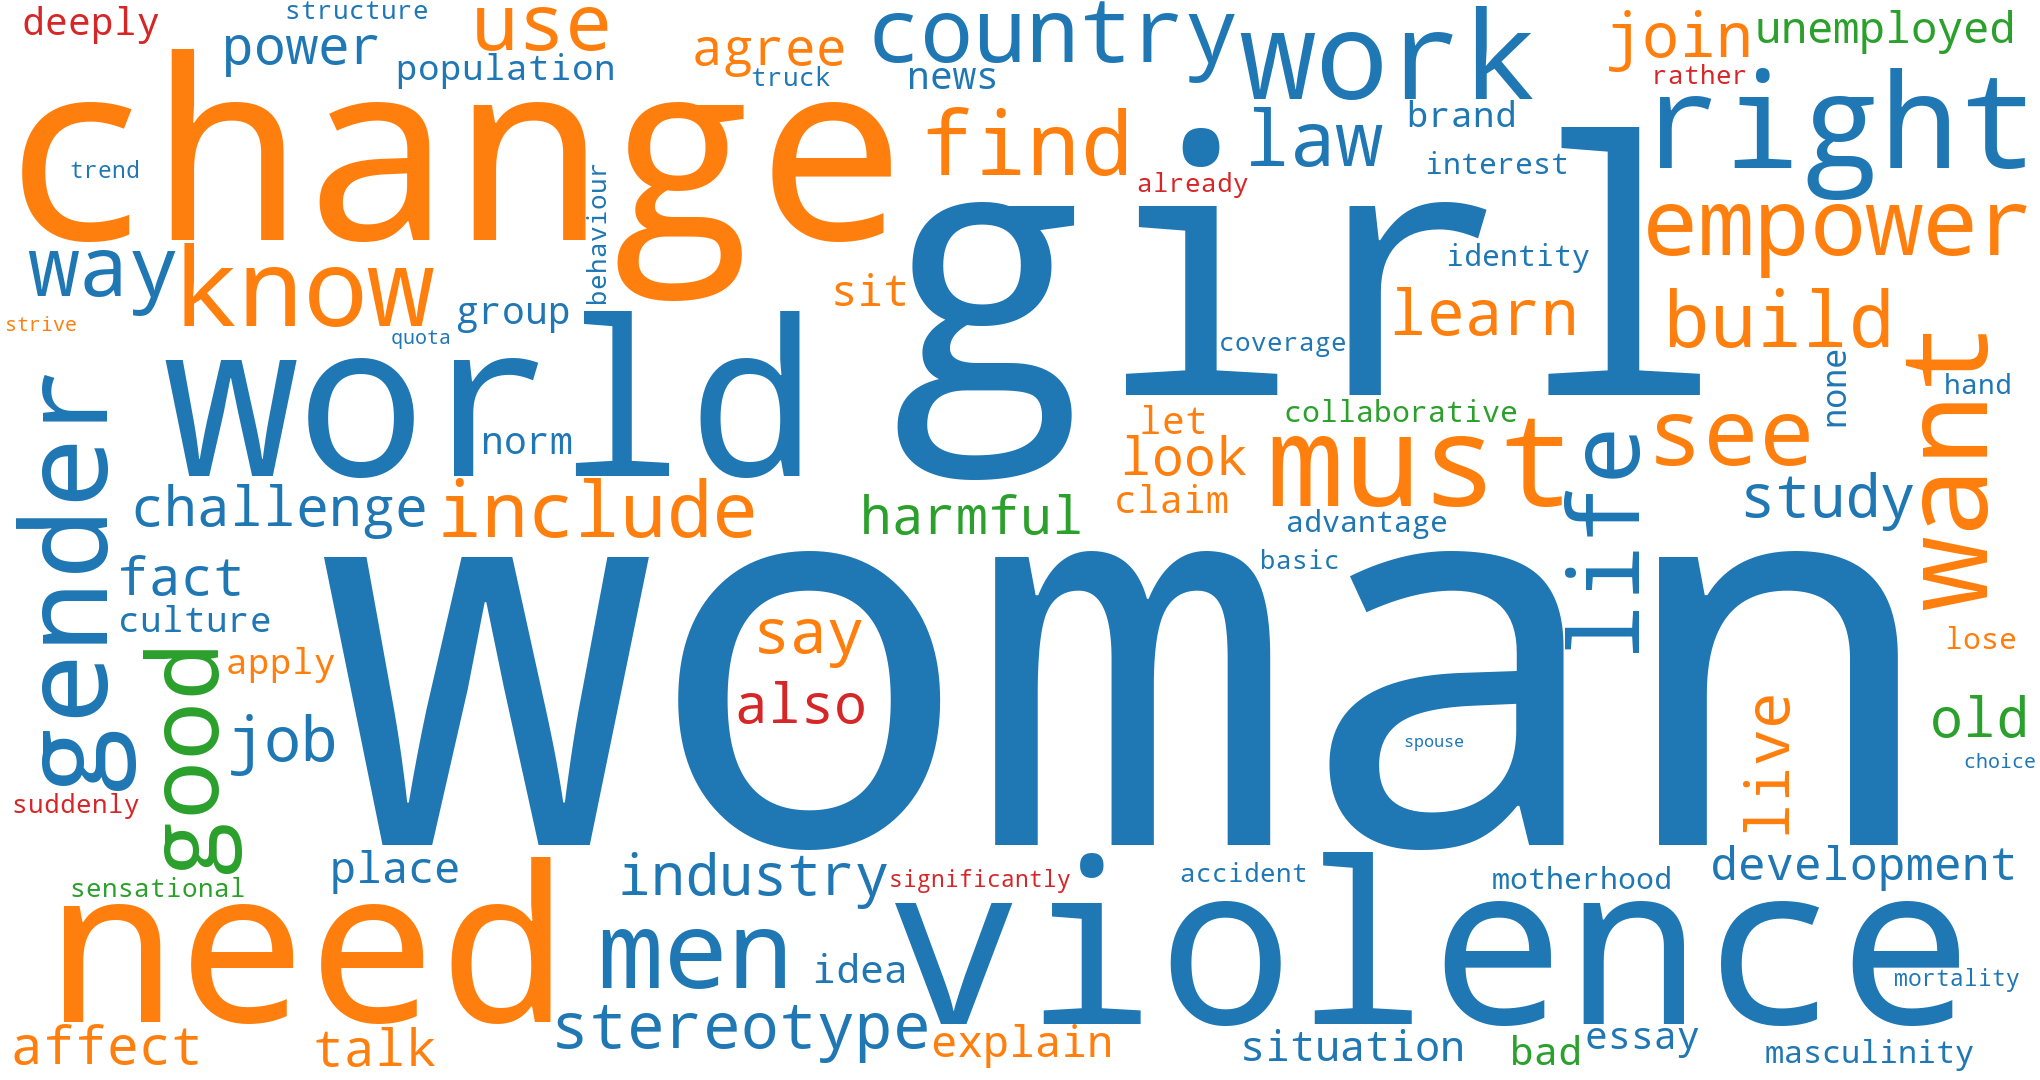 deeply
structure
use
power
population
agree
truck
country
news
work
join
unemployed
rather
change
trend
behaviour
find
already
law
brand
interest
right
girl
empower
way
know
sit
identity
strive
group
quota
learn
build
coverage
want
none
hand
world
norm
collaborative
let
look
must
see
claim
life
gender
challenge
include
harmful
advantage
study
basic
fact
culture
woman
say
also
spouse
apply
good
job
lose
live
old
choice
suddenly
sensational
place
industry
significantly
accident
motherhood
development
need
men
idea
violence
mortality
affect
talk
stereotype
explain
situation
bad
essay
masculinity